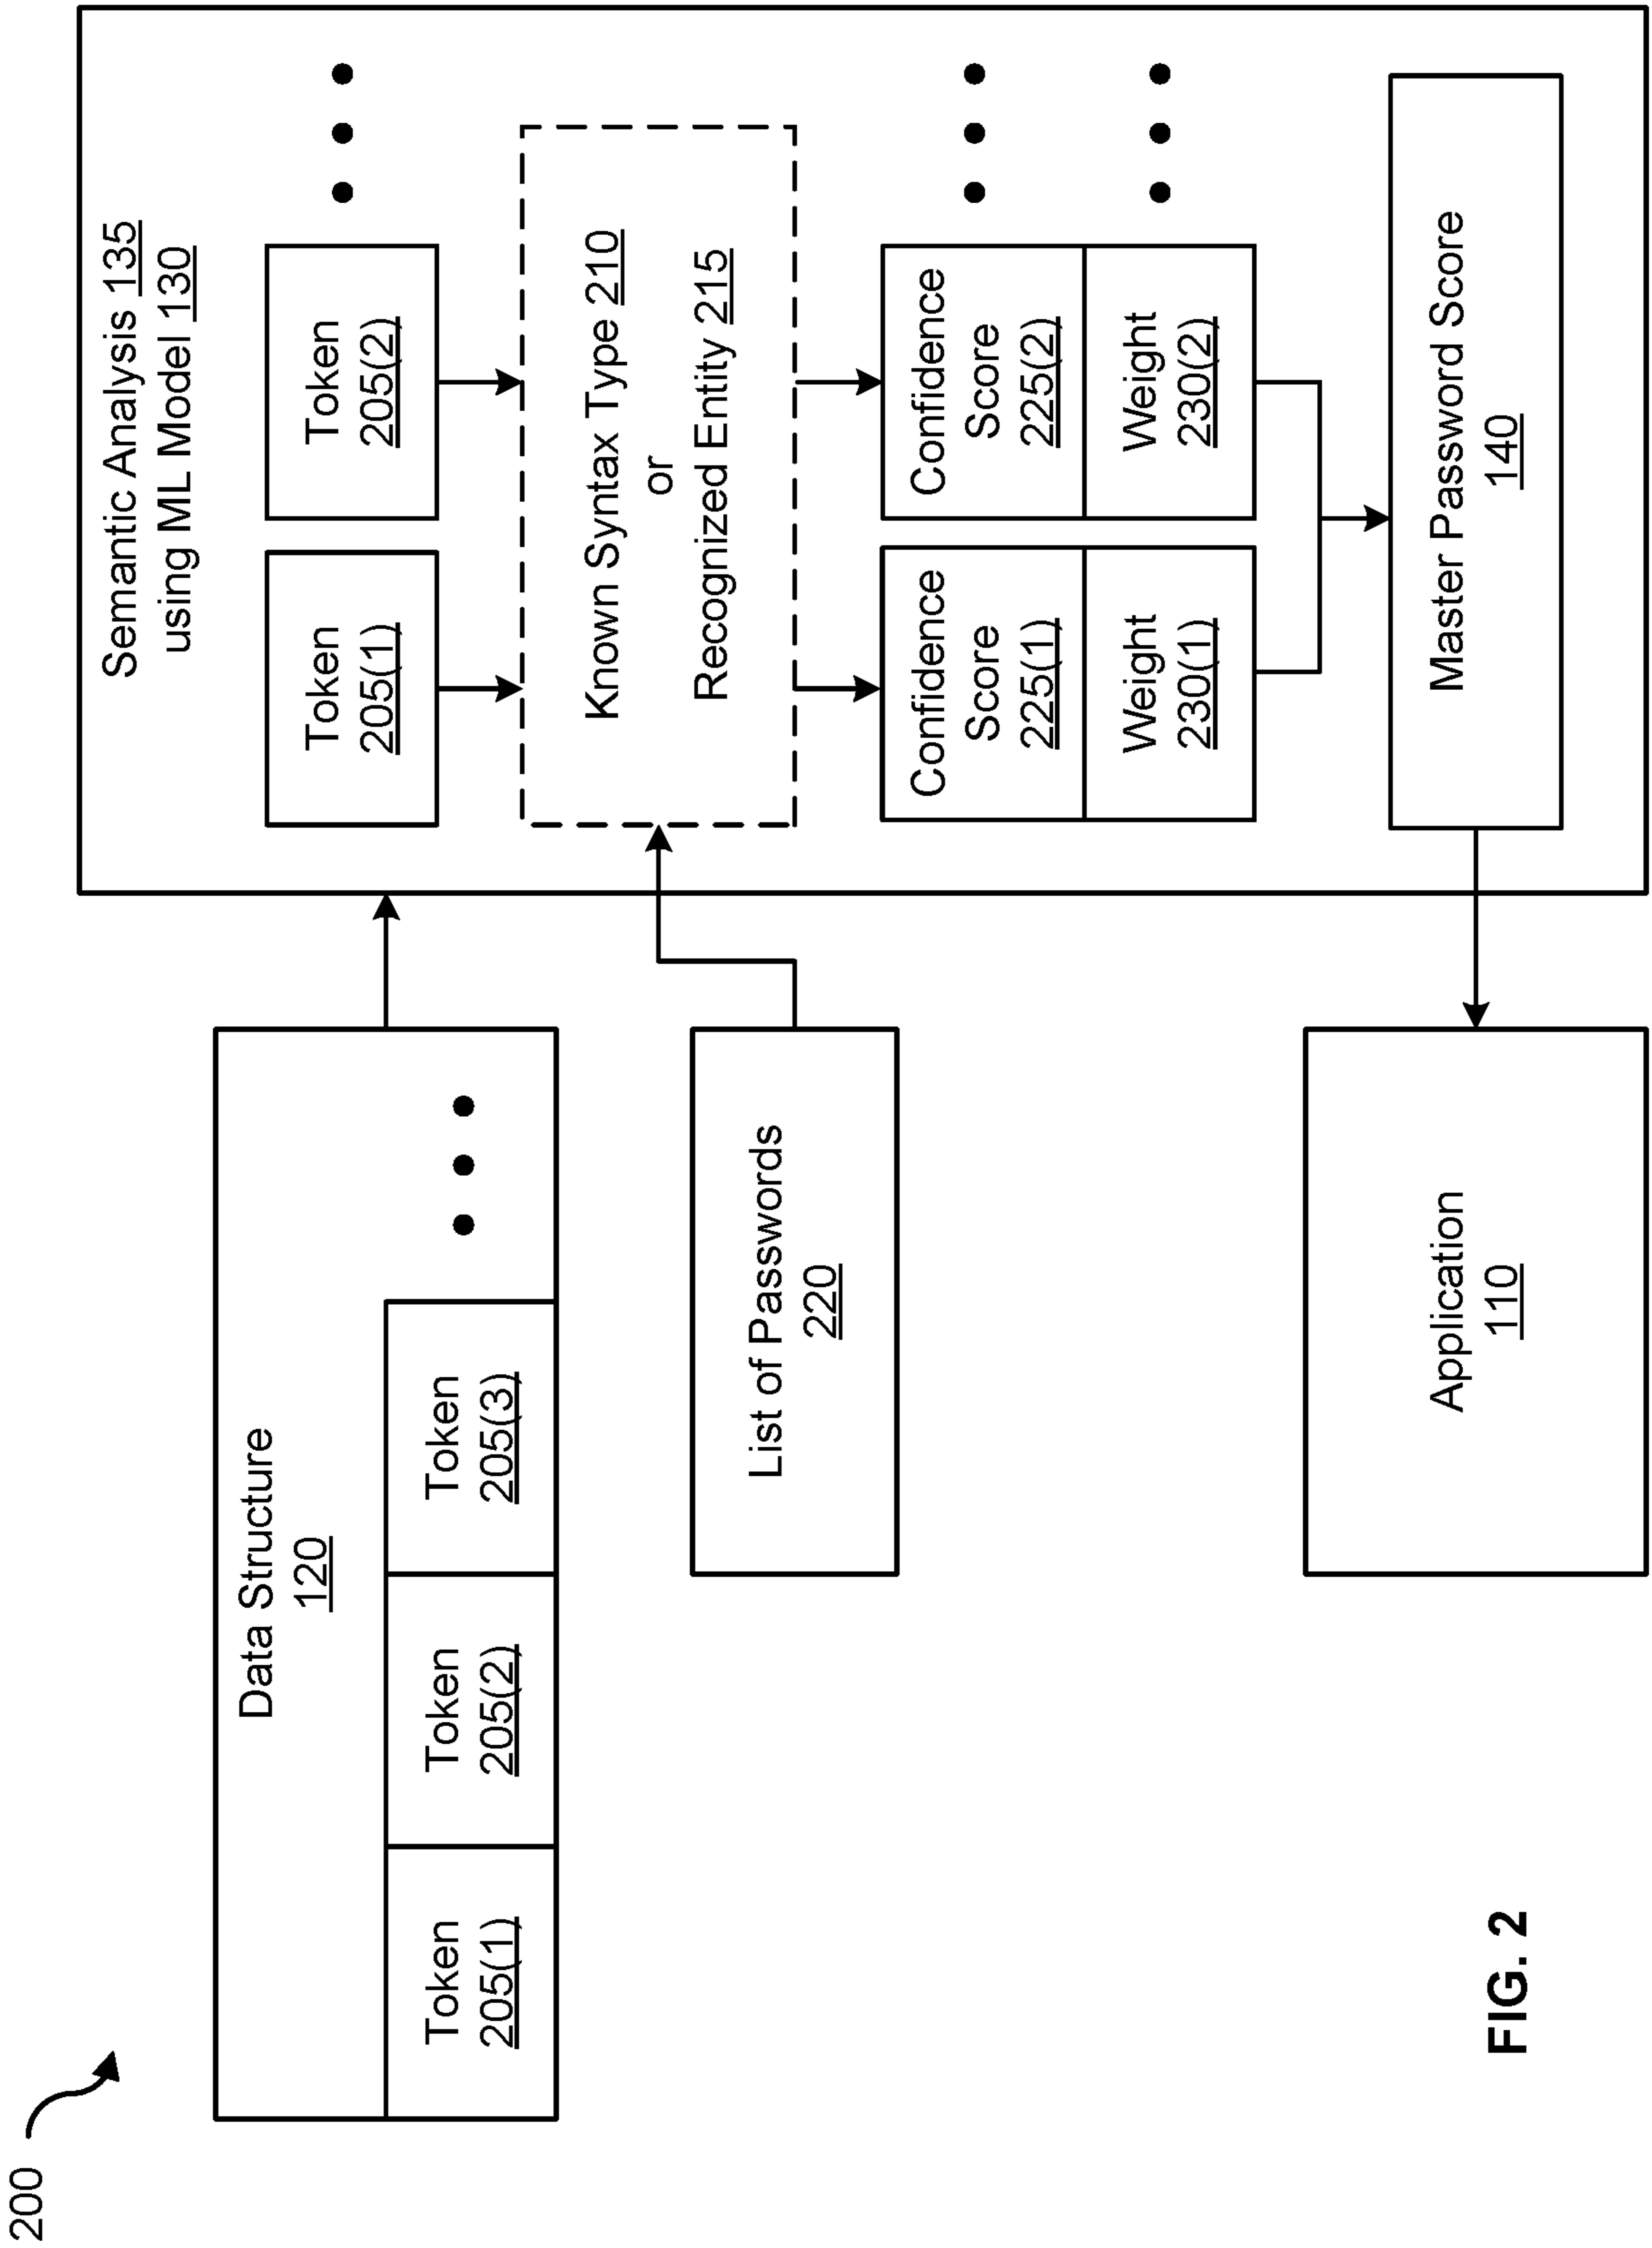 200
Data Structure
120
Token
205(1)
Token
205(2)
Token
205(3)
List of Passwords
220
Application
110
Semantic Analysis 135
using ML Model 130
Token
205(1)
Token
205(2)
Known Syntax Type 210
or
Recognized Entity 215
Confidence
Score
225(1)
Weight
230(1)
Confidence
Score
225(2)
Weight
230(2)
Master Password Score
140
FIG. 2